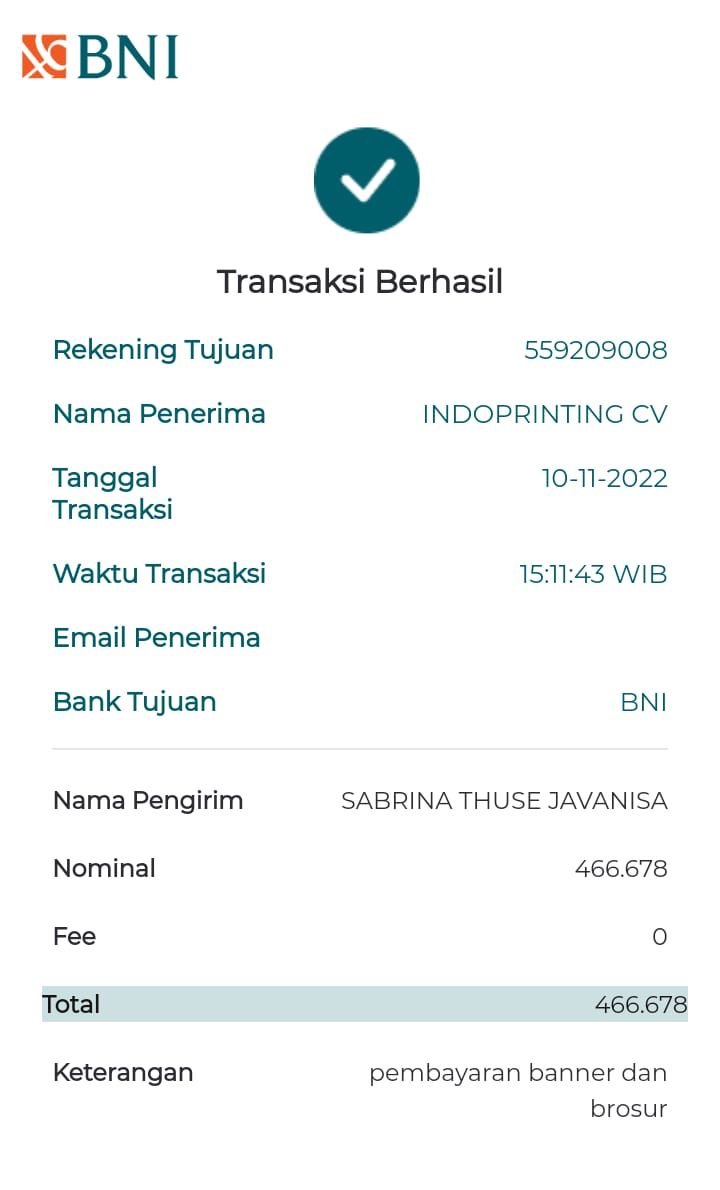 BNI
Transaksi Berhasil
Rekening Tujuan 559209008
Nama Penerima INDOPRINTING CV
Tanggal Transaksi 10-11-2022
Waktu Transaksi 15:11:43 WIB
Email Penerima
Bank Tujuan BNI
Nama Pengirim SABRINA THUSE JAVANISA
Nominal 466.678
Fee 0
Total 466.678
Keterangan pembayaran banner dan
brosur